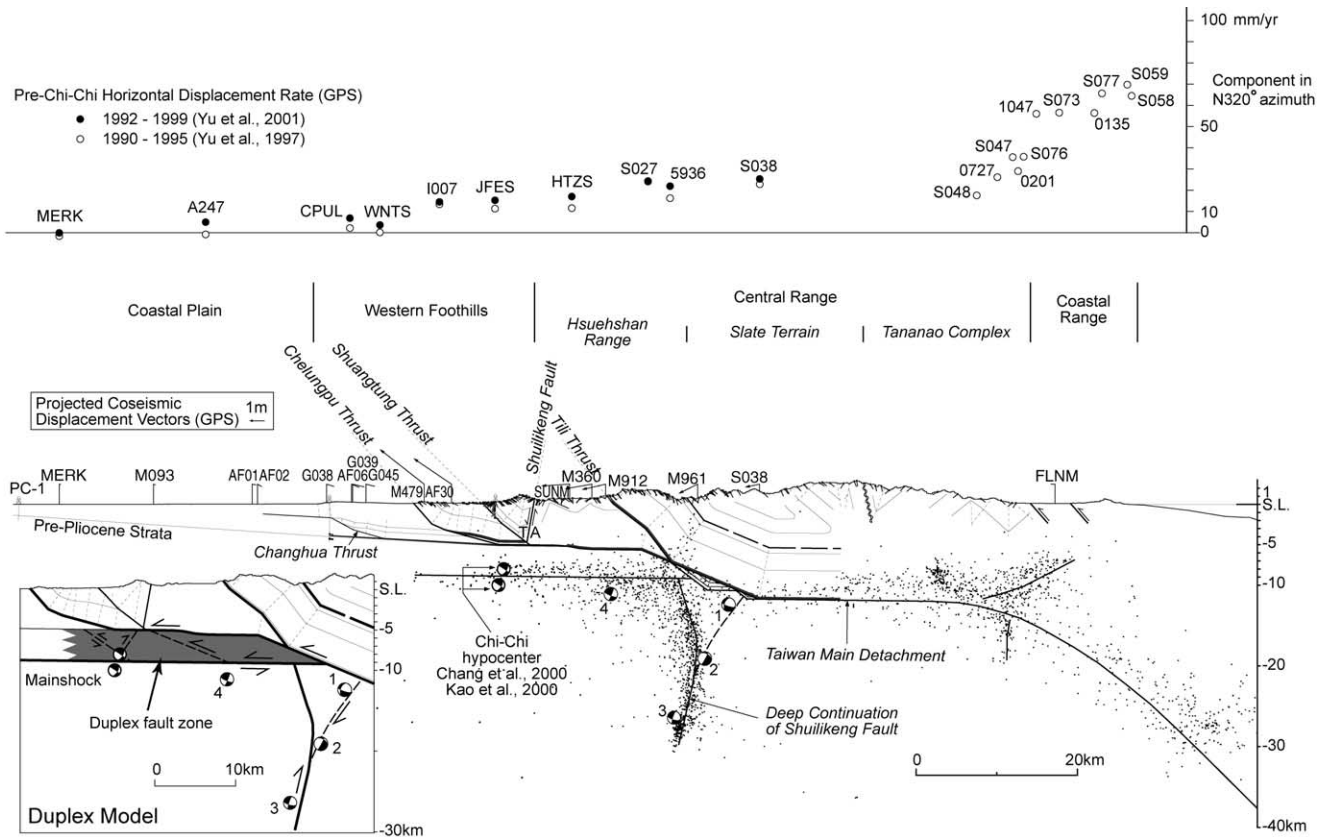 100 mm/yr
Component in
N320° azimuth
50
10
0
Pre-Chi-Chi Horizontal Displacement Rate (GPS)
● 1992 - 1999 (Yu et al., 2001)
○ 1990 - 1995 (Yu et al., 1997)
MERK
A247
CPUL
WNTS
I007
JFES
HTZS
S027
5936
S038
S048
0727
S047
S076
0201
1047
S073
S077
0135
S059
S058
Coastal Plain
Western Foothills
Central Range
Coastal
Range
Hsuehshan
Range
Slate Terrain
Tananao Complex
Projected Coseismic
Displacement Vectors (GPS)
1m
Chelungpu Thrust
Shuangtung Thrust
Shuilikeng Fault
Tili Thrust
PC-1
MERK
M093
AF01
AF02
G038
G039
AF06
G045
M479
AF30
SUNM
M360
M912
M961
S038
FLNM
1
S.L.
-5
-10
-20
-30
-40km
Pre-Pliocene Strata
Changhua Thrust
T A
4
1
2
3
Chi-Chi
hypocenter
Chang et al., 2000
Kao et al., 2000
Taiwan Main Detachment
Deep Continuation
of Shuilikeng Fault
0 20km
S.L.
-5
-10
-20
-30km
Mainshock
4
1
2
3
Duplex fault zone
0 10km
Duplex Model